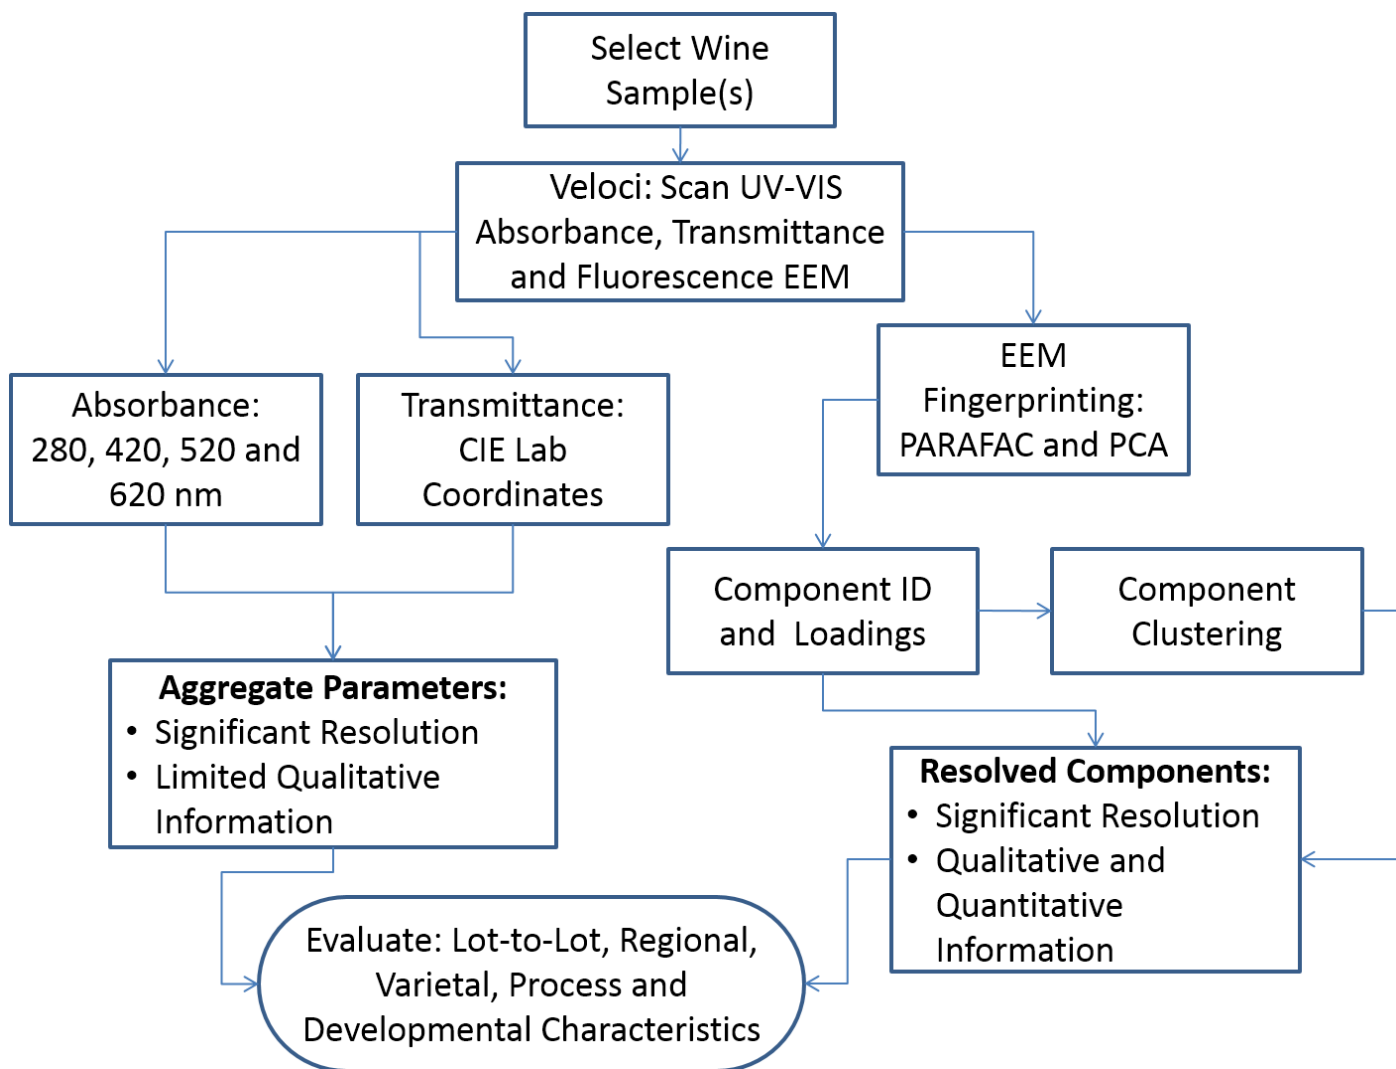 Select Wine
Sample(s)
Veloci: Scan UV-VIS
Absorbance, Transmittance
and Fluorescence EEM
Absorbance:
280, 420, 520 and
620 nm
Transmittance:
CIE Lab
Coordinates
EEM
Fingerprinting:
PARAFAC and PCA
Component ID
and Loadings
Component
Clustering
Aggregate Parameters:
• Significant Resolution
• Limited Qualitative
Information
Resolved Components:
• Significant Resolution
• Qualitative and
Quantitative
Information
Evaluate: Lot-to-Lot, Regional,
Varietal, Process and
Developmental Characteristics